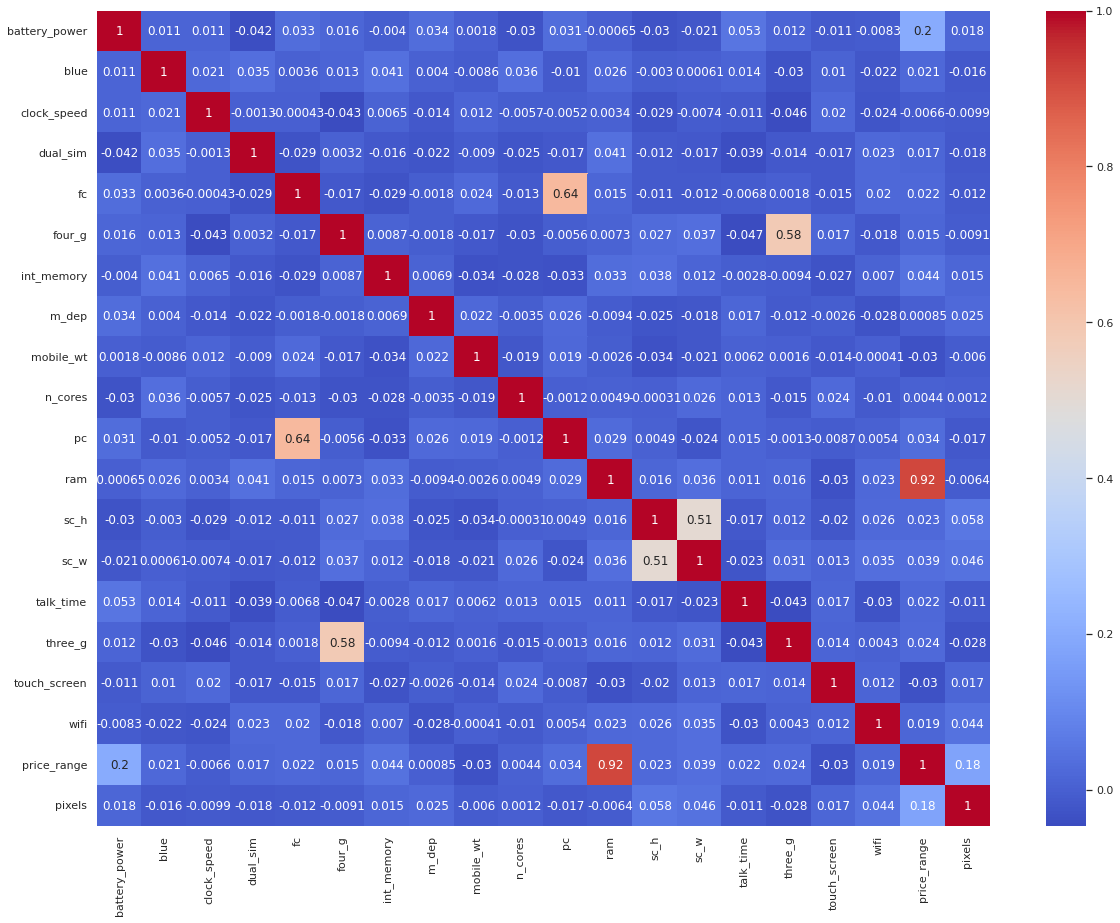 battery_power 1 0.011 0.011 -0.042 0.033 0.016 -0.004 0.034 0.0018 -0.03 0.031 -0.00065 -0.03 -0.021 0.053 0.012 -0.011 -0.0083 0.2 0.018
blue 0.011 1 0.021 0.035 0.0036 0.013 0.041 0.004 -0.0086 0.036 -0.01 0.026 -0.003 0.00061 0.014 -0.03 0.01 -0.022 0.021 -0.016
clock_speed 0.011 0.021 1 -0.0013 -0.00043 -0.043 0.0065 -0.014 0.012 -0.0057 -0.0052 0.0034 -0.029 -0.0074 -0.011 -0.046 0.02 -0.024 -0.0066 -0.0099
dual_sim -0.042 0.035 -0.0013 1 -0.029 0.0032 -0.016 -0.022 -0.009 -0.025 -0.017 0.041 -0.012 -0.017 -0.039 -0.014 -0.017 0.023 0.017 -0.018
fc 0.033 0.0036 -0.00043 -0.029 1 -0.017 -0.029 -0.0018 0.024 -0.013 0.64 0.015 -0.011 -0.012 -0.0068 0.0018 -0.015 0.02 0.022 -0.012
four_g 0.016 0.013 -0.043 0.0032 -0.017 1 0.0087 -0.0018 -0.017 -0.03 -0.0056 0.0073 0.027 0.037 -0.047 0.58 0.017 -0.018 0.015 -0.0091
int_memory -0.004 0.041 0.0065 -0.016 -0.029 0.0087 1 0.0069 -0.034 -0.028 -0.033 0.033 0.038 0.012 -0.0028 -0.0094 -0.027 0.007 0.044 0.015
m_dep 0.034 0.004 -0.014 -0.022 -0.0018 -0.0018 0.0069 1 0.022 -0.0035 0.026 -0.0094 -0.025 -0.018 0.017 -0.012 -0.0026 -0.028 0.00085 0.025
mobile_wt 0.0018 -0.0086 0.012 -0.009 0.024 -0.017 -0.034 0.022 1 -0.019 0.019 -0.0026 -0.034 -0.021 0.0062 0.0016 -0.014 -0.00041 -0.03 -0.006
n_cores -0.03 0.036 -0.0057 -0.025 -0.013 -0.03 -0.028 -0.0035 -0.019 1 -0.0012 0.0049 -0.00031 0.026 0.013 -0.015 0.024 -0.01 0.0044 0.0012
pc 0.031 -0.01 -0.0052 -0.017 0.64 -0.0056 -0.033 0.026 0.019 -0.0012 1 0.029 0.0049 -0.024 0.015 -0.0013 -0.0087 0.0054 0.034 -0.017
ram -0.00065 0.026 0.0034 0.041 0.015 0.0073 0.033 -0.0094 -0.0026 0.0049 0.029 1 0.016 0.036 0.011 0.016 -0.03 0.023 0.92 -0.0064
sc_h -0.03 -0.003 -0.029 -0.012 -0.011 0.027 0.038 -0.025 -0.034 -0.00031 0.0049 0.016 1 0.51 -0.017 0.012 -0.02 0.026 0.023 0.058
sc_w -0.021 0.00061 -0.0074 -0.017 -0.012 0.037 0.012 -0.018 -0.021 0.026 -0.024 0.036 0.51 1 -0.023 0.031 0.013 0.035 0.039 0.046
talk_time 0.053 0.014 -0.011 -0.039 -0.0068 -0.047 -0.0028 0.017 0.0062 0.013 0.015 0.011 -0.017 -0.023 1 -0.043 0.017 -0.03 0.022 -0.011
three_g 0.012 -0.03 -0.046 -0.014 0.0018 0.58 -0.0094 -0.012 0.0016 -0.015 -0.0013 0.016 0.012 0.031 -0.043 1 0.014 0.0043 0.024 -0.028
touch_screen -0.011 0.01 0.02 -0.017 -0.015 0.017 -0.027 -0.0026 -0.014 0.024 -0.0087 -0.03 -0.02 0.013 0.017 0.014 1 0.012 -0.03 0.017
wifi -0.0083 -0.022 -0.024 0.023 0.02 -0.018 0.007 -0.028 -0.00041 -0.01 0.0054 0.023 0.026 0.035 -0.03 0.0043 0.012 1 0.019 0.044
price_range 0.2 0.021 -0.0066 0.017 0.022 0.015 0.044 0.00085 -0.03 0.0044 0.034 0.92 0.023 0.039 0.022 0.024 -0.03 0.019 1 0.18
pixels 0.018 -0.016 -0.0099 -0.018 -0.012 -0.0091 0.015 0.025 -0.006 0.0012 -0.017 -0.0064 0.058 0.046 -0.011 -0.028 0.017 0.044 0.18 1
battery_power blue clock_speed dual_sim fc four_g int_memory m_dep mobile_wt n_cores pc ram sc_h sc_w talk_time three_g touch_screen wifi price_range pixels
1.0
0.8
0.6
0.4
0.2
0.0